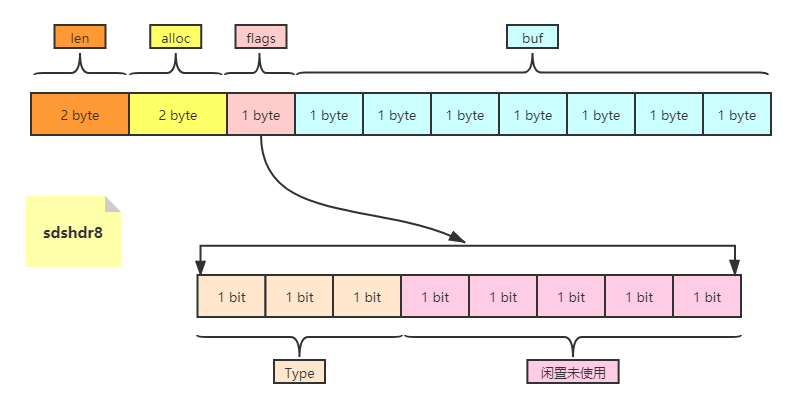 len alloc flags buf
2 byte 2 byte 1 byte 1 byte 1 byte 1 byte 1 byte 1 byte 1 byte 1 byte
sdshdr8
1 bit 1 bit 1 bit 1 bit 1 bit 1 bit 1 bit 1 bit
Type 闲置未使用